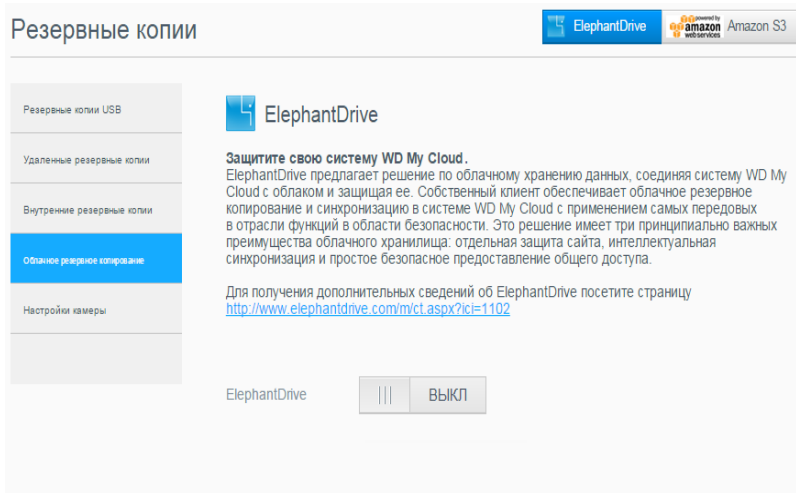 Резервные копии
ElephantDrive
powered by
amazon
webservices
Amazon S3
Резервные копии USB
Удаленные резервные копии
Внутренние резервные копии
Облачное резервное копирование
Настройки камеры
ElephantDrive
Защитите свою систему WD My Cloud.
ElephantDrive предлагает решение по облачному хранению данных, соединяя систему WD My
Cloud с облаком и защищая ее. Собственный клиент обеспечивает облачное резервное
копирование и синхронизацию в системе WD My Cloud с применением самых передовых
в отрасли функций в области безопасности. Это решение имеет три принципиально важных
преимущества облачного хранилища: отдельная защита сайта, интеллектуальная
синхронизация и простое безопасное предоставление общего доступа.
Для получения дополнительных сведений об ElephantDrive посетите страницу
http://www.elephantdrive.com/m/ct.aspx?ici=1102
ElephantDrive
ВЫКЛ